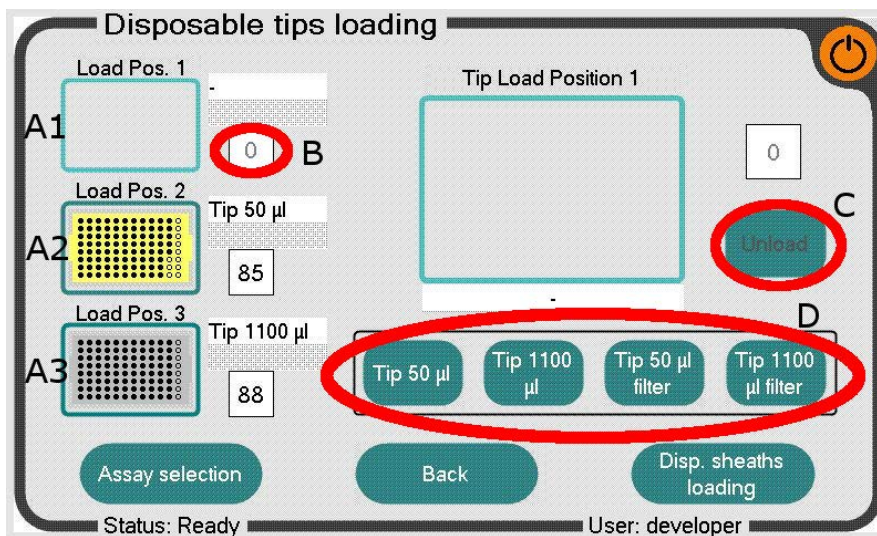 Disposable tips loading
Load Pos. 1
-
A1
0
B
Load Pos. 2
Tip 50 µl
A2
85
Load Pos. 3
Tip 1100 µl
A3
88
Tip Load Position 1
0
C
Unload
-
D
Tip 50 µl
Tip 1100
µl
Tip 50 µl
filter
Tip 1100
µl filter
Assay selection
Back
Disp. sheaths
loading
Status: Ready
User: developer